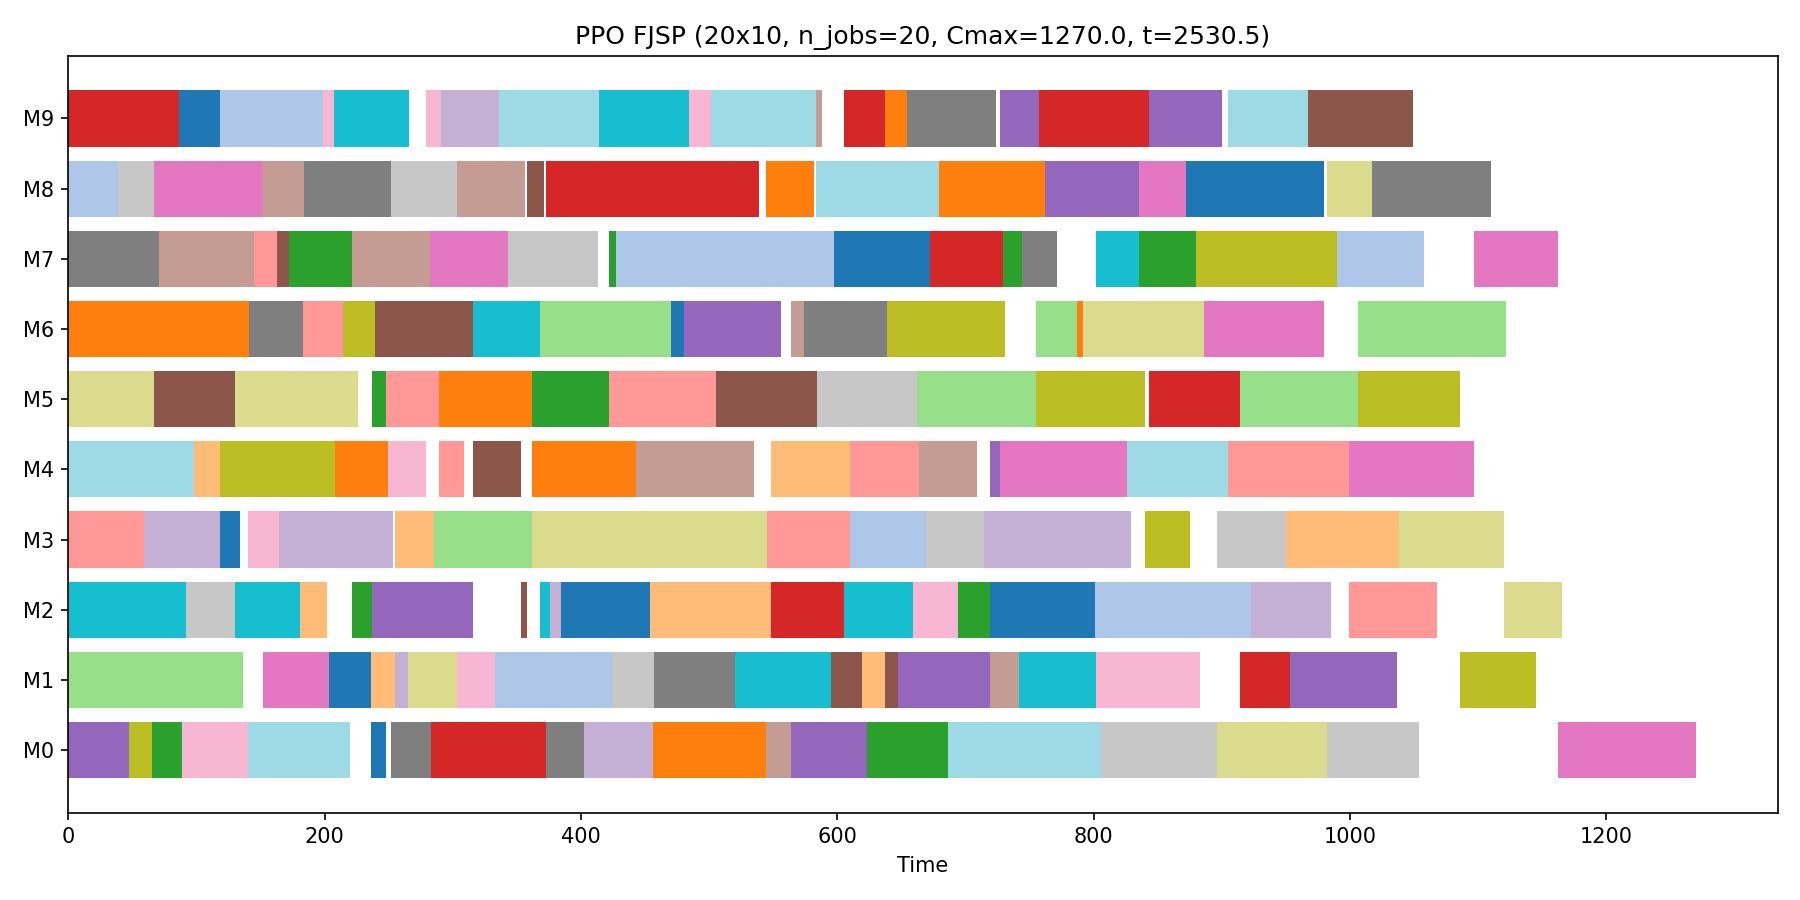 PPO FJSP (20x10, n_jobs=20, Cmax=1270.0, t=2530.5)
M9
M8
M7
M6
M5
M4
M3
M2
M1
M0
0 200 400 600 800 1000 1200
Time